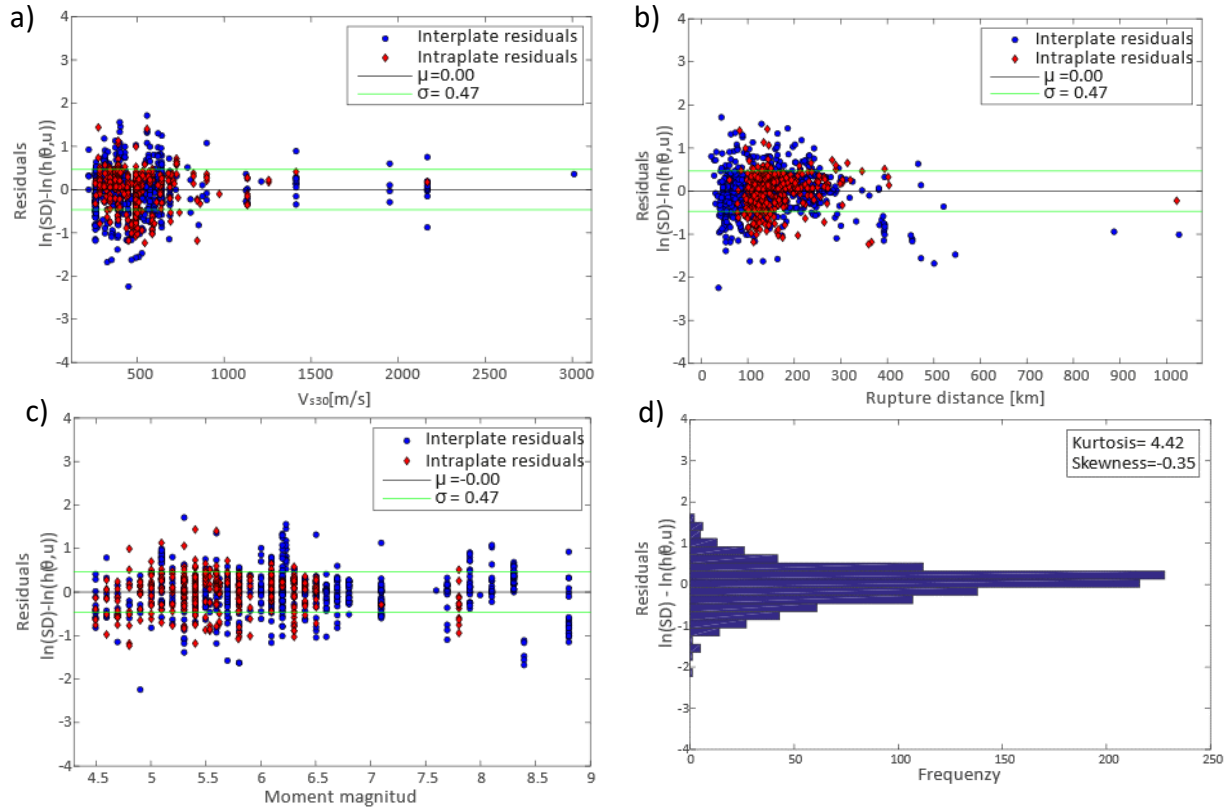 a)
4
3
2
1
0
-1
-2
-3
-4
Residuals
ln(SD)-ln(h(θ,u))
Interplate residuals
Intraplate residuals
μ=0.00
σ= 0.47
500 1000 1500 2000 2500 3000
Vs30[m/s]
b)
4
3
2
1
0
-1
-2
-3
-4
Residuals
ln(SD)-ln(h(θ,u))
Interplate residuals
Intraplate residuals
μ=0.00
σ= 0.47
0 100 200 300 400 500 600 700 800 900 1000
Rupture distance [km]
c)
4
3
2
1
0
-1
-2
-3
-4
Residuals
ln(SD)-ln(h(θ,u))
Interplate residuals
Intraplate residuals
μ =-0.00
σ = 0.47
4.5 5 5.5 6 6.5 7 7.5 8 8.5 9
Moment magnitud
d)
4
3
2
1
0
-1
-2
-3
-4
Residuals
ln(SD) - ln(h(θ,u))
Kurtosis= 4.42
Skewness=-0.35
0 50 100 150 200 250
Frequenzy